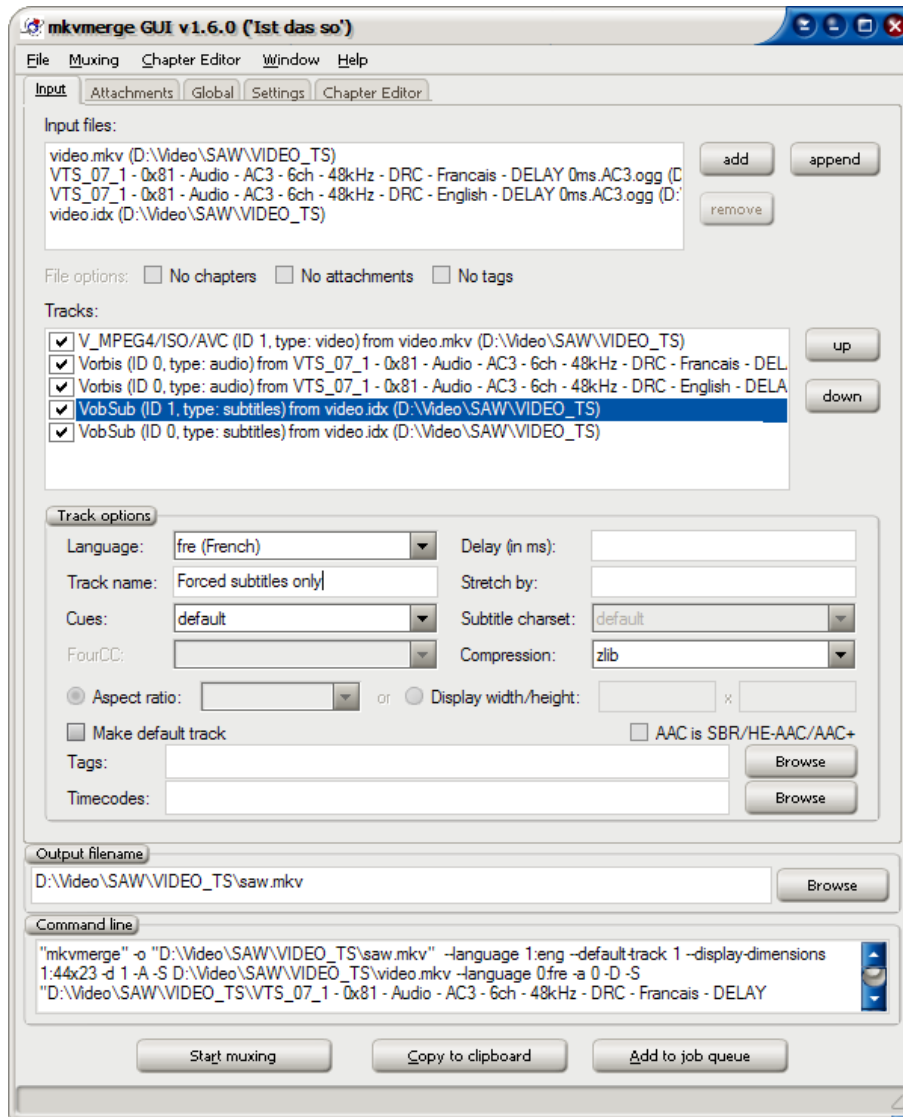 mkvmerge GUI v1.6.0 ('Ist das so')
File Muxing Chapter Editor Window Help
Input Attachments Global Settings Chapter Editor
Input files:
video.mkv (D:\Video\SAW\VIDEO_TS)
VTS_07_1 - 0x81 - Audio - AC3 - 6ch - 48kHz - DRC - Francais - DELAY 0ms.AC3.ogg (D
VTS_07_1 - 0x81 - Audio - AC3 - 6ch - 48kHz - DRC - English - DELAY 0ms.AC3.ogg (D:
video.idx (D:\Video\SAW\VIDEO_TS)
add append
remove
File options: No chapters No attachments No tags
Tracks:
V_MPEG4/ISO/AVC (ID 1, type: video) from video.mkv (D:\Video\SAW\VIDEO_TS)
Vorbis (ID 0, type: audio) from VTS_07_1 - 0x81 - Audio - AC3 - 6ch - 48kHz - DRC - Francais - DEL
Vorbis (ID 0, type: audio) from VTS_07_1 - 0x81 - Audio - AC3 - 6ch - 48kHz - DRC - English - DELA
VobSub (ID 1, type: subtitles) from video.idx (D:\Video\SAW\VIDEO_TS)
VobSub (ID 0, type: subtitles) from video.idx (D:\Video\SAW\VIDEO_TS)
up
down
Track options
Language: fre (French) Delay (in ms):
Track name: Forced subtitles only Stretch by:
Cues: default Subtitle charset: default
FourCC: Compression: zlib
Aspect ratio: or Display width/height: x
Make default track AAC is SBR/HE-AAC/AAC+
Tags: Browse
Timecodes: Browse
Output filename
D:\Video\SAW\VIDEO_TS\saw.mkv Browse
Command line
"mkvmerge" -o "D:\Video\SAW\VIDEO_TS\saw.mkv" --language 1:eng --default-track 1 --display-dimensions
1:44x23 -d 1 -A -S D:\Video\SAW\VIDEO_TS\video.mkv --language 0:fre -a 0 -D -S
"D:\Video\SAW\VIDEO_TS\VTS_07_1 - 0x81 - Audio - AC3 - 6ch - 48kHz - DRC - Francais - DELAY
Start muxing Copy to clipboard Add to job queue